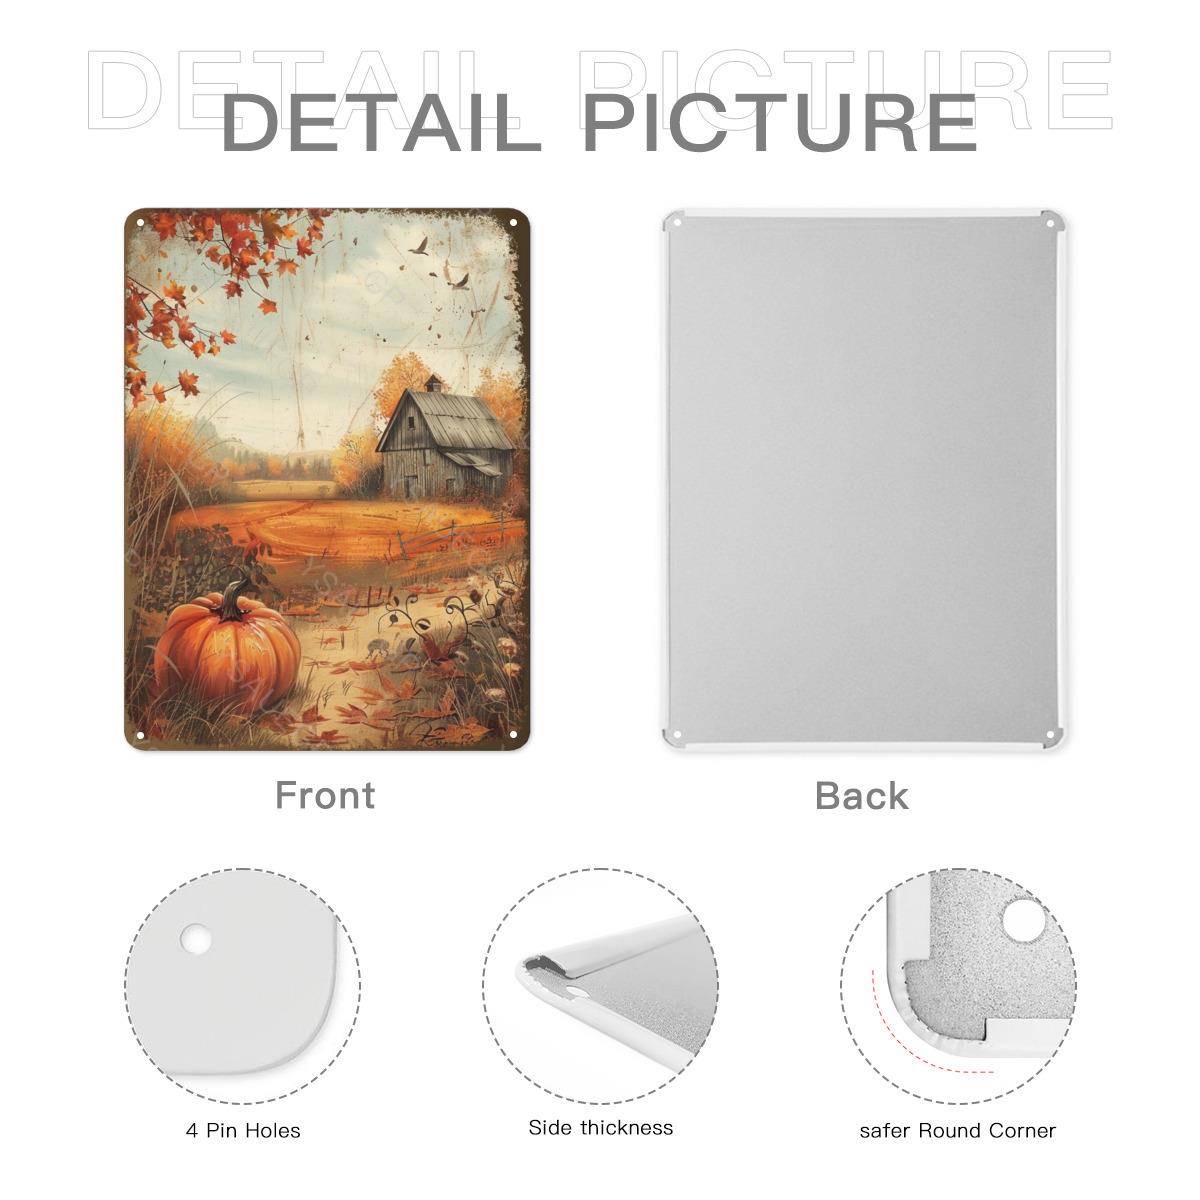 DETAIL PICTURE
DETAIL PICTURE
Front
Back
4 Pin Holes
Side thickness
safer Round Corner